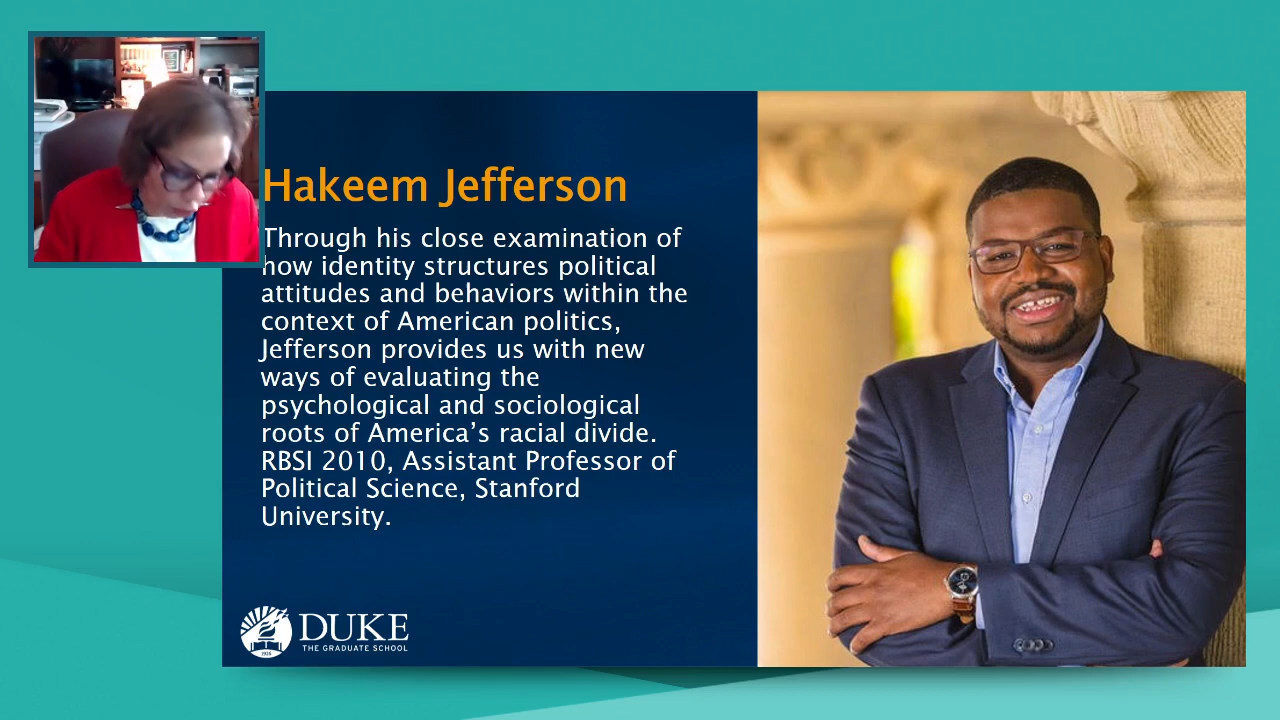 Hakeem Jefferson
Through his close examination of
how identity structures political
attitudes and behaviors within the
context of American politics,
Jefferson provides us with new
ways of evaluating the
psychological and sociological
roots of America’s racial divide.
RBSI 2010, Assistant Professor of
Political Science, Stanford
University.
DUKE
THE GRADUATE SCHOOL